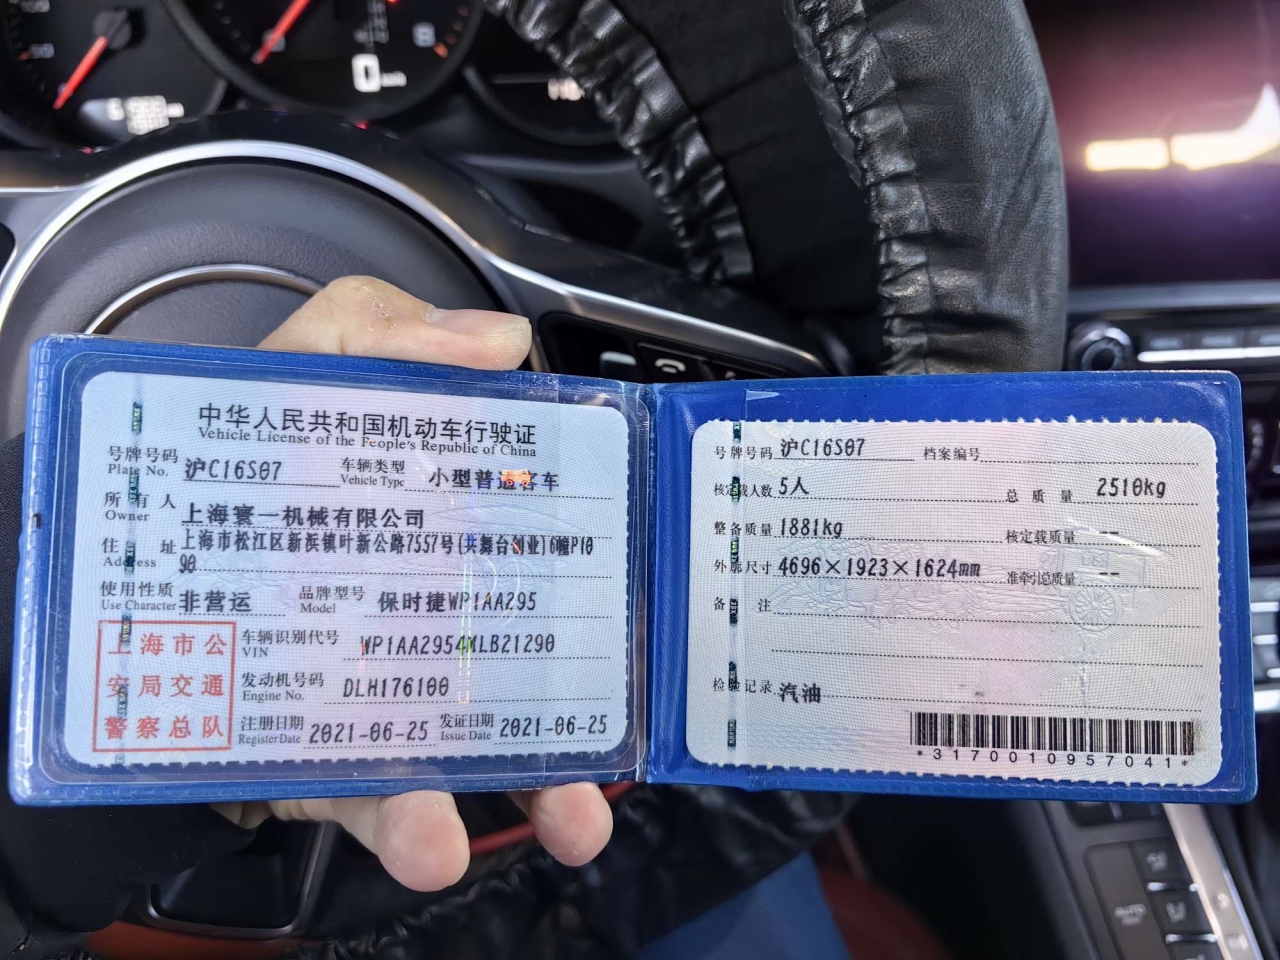 中华人民共和国机动车行驶证
Vehicle License of the People's Republic of China
号牌号码 沪C16S07 车辆类型 小型普通客车
Plate No. Vehicle Type
所有人 上海寰一机械有限公司
Owner
住址 上海市松江区新浜镇叶新公路7557号(共舞台创业)6幢P10
Address 90
使用性质 非营运 品牌型号 保时捷WP1AA295
Use Character Model
上海市公
安局交通
警察总队
车辆识别代号 WP1AA2954MLB21290
VIN
发动机号码 DLH176100
Engine No.
注册日期 2021-06-25 发证日期 2021-06-25
Register Date Issue Date
号牌号码 沪C16S07 档案编号
核定载人数 5人 总质量 2510kg
整备质量 1881kg 核定载质量 --
外廓尺寸 4696×1923×1624mm 准牵引总质量 --
备注
检验记录 汽油
*3170010957041*
0
AUTO